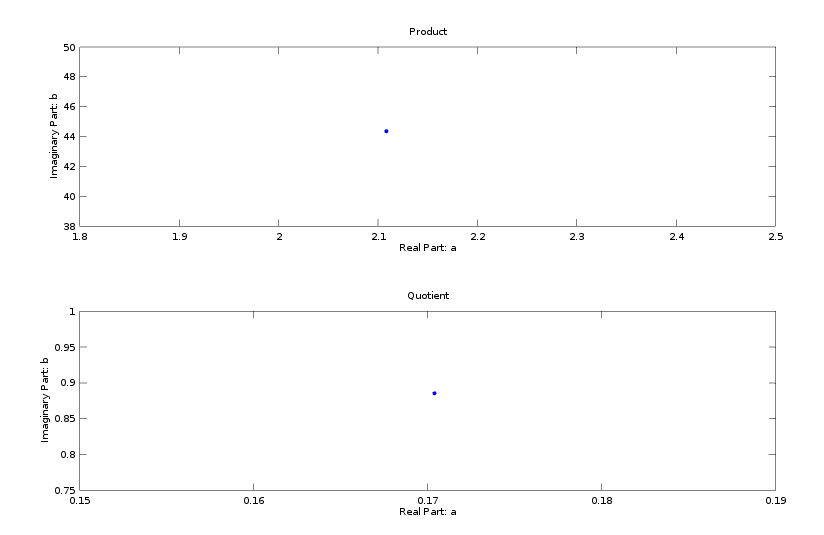 Product
50
48
46
44
42
40
38
Imaginary Part: b
1.8 1.9 2 2.1 2.2 2.3 2.4 2.5
Real Part: a
Quotient
1
0.95
0.9
0.85
0.8
0.75
Imaginary Part: b
0.15 0.16 0.17 0.18 0.19
Real Part: a